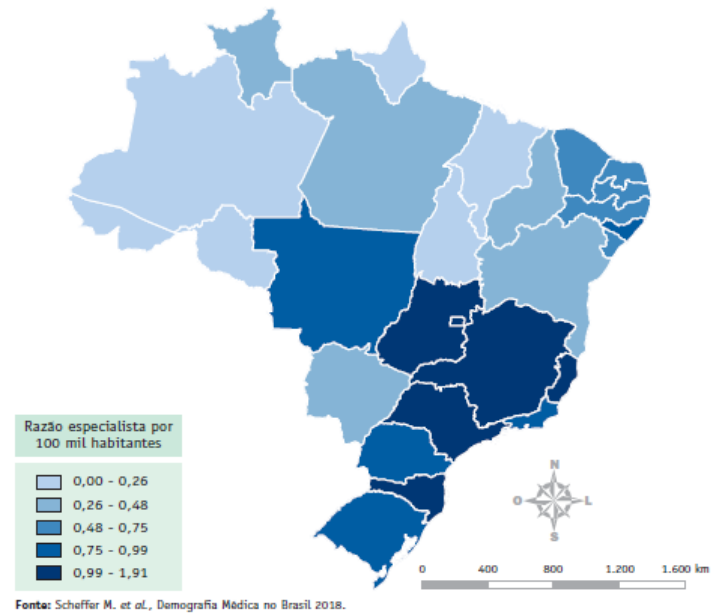 Razão especialista por
100 mil habitantes
0,00 - 0,26
0,26 - 0,48
0,48 - 0,75
0,75 - 0,99
0,99 - 1,91
N
O
L
S
0
400
800
1.200
1.600 km
Fonte: Scheffer M. et al., Demografia Médica no Brasil 2018.